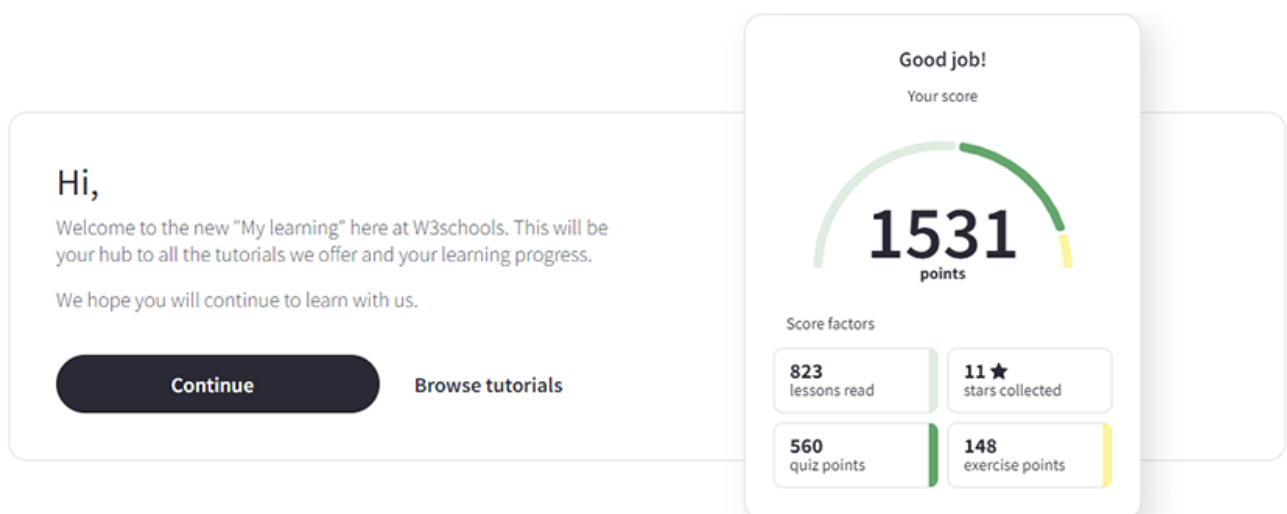 Hi,
Welcome to the new "My learning" here at W3schools. This will be
your hub to all the tutorials we offer and your learning progress.
We hope you will continue to learn with us.
Continue
Browse tutorials
Good job!
Your score
1531
points
Score factors
823
lessons read
11 ★
stars collected
560
quiz points
148
exercise points